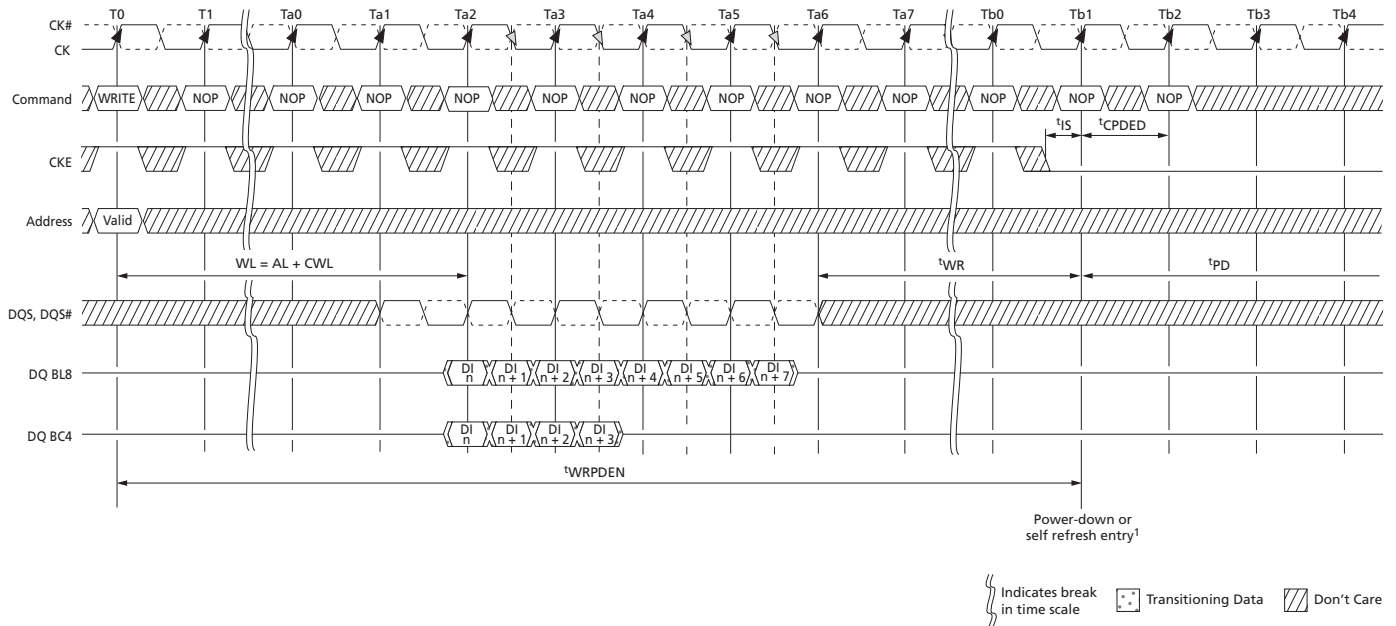 T0 T1 Ta0 Ta1 Ta2 Ta3 Ta4 Ta5 Ta6 Ta7 Tb0 Tb1 Tb2 Tb3 Tb4
CK#
CK
Command WRITE NOP NOP NOP NOP NOP NOP NOP NOP NOP NOP NOP NOP
tIS tCPDED
CKE
Address Valid
WL = AL + CWL tWR tPD
DQS, DQS#
DQ BL8 DI n DI n + 1 DI n + 2 DI n + 3 DI n + 4 DI n + 5 DI n + 6 DI n + 7
DQ BC4 DI n DI n + 1 DI n + 2 DI n + 3
tWRPDEN
Power-down or
self refresh entry1
Indicates break
in time scale
Transitioning Data
Don't Care